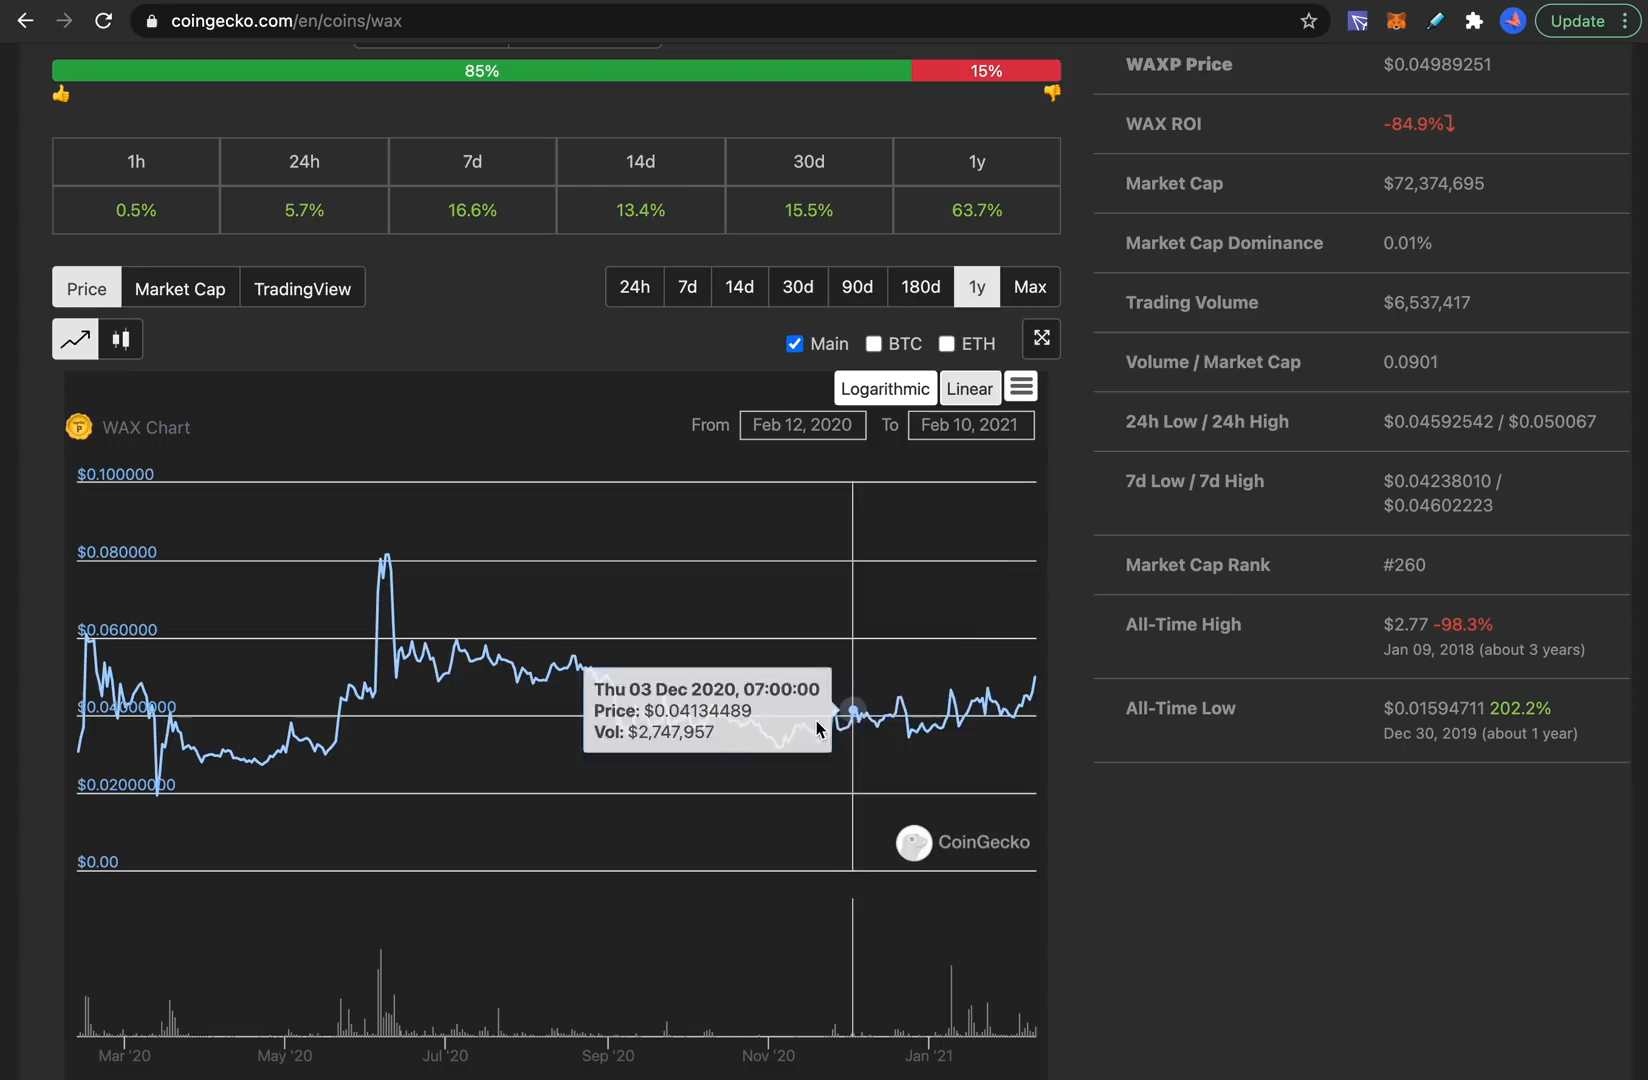 coingecko.com/en/coins/wax
Update
85%
15%
1h 24h 7d 14d 30d 1y
0.5% 5.7% 16.6% 13.4% 15.5% 63.7%
Price Market Cap TradingView
24h 7d 14d 30d 90d 180d 1y Max
Main BTC ETH
Logarithmic Linear
WAX Chart
From Feb 12, 2020 To Feb 10, 2021
$0.100000
$0.080000
$0.060000
$0.04000000
$0.02000000
$0.00
Thu 03 Dec 2020, 07:00:00
Price: $0.04134489
Vol: $2,747,957
CoinGecko
Mar '20 May '20 Jul '20 Sep '20 Nov '20 Jan '21
WAXP Price $0.04989251
WAX ROI -84.9%
Market Cap $72,374,695
Market Cap Dominance 0.01%
Trading Volume $6,537,417
Volume / Market Cap 0.0901
24h Low / 24h High $0.04592542 / $0.050067
7d Low / 7d High $0.04238010 /
$0.04602223
Market Cap Rank #260
All-Time High $2.77 -98.3%
Jan 09, 2018 (about 3 years)
All-Time Low $0.01594711 202.2%
Dec 30, 2019 (about 1 year)